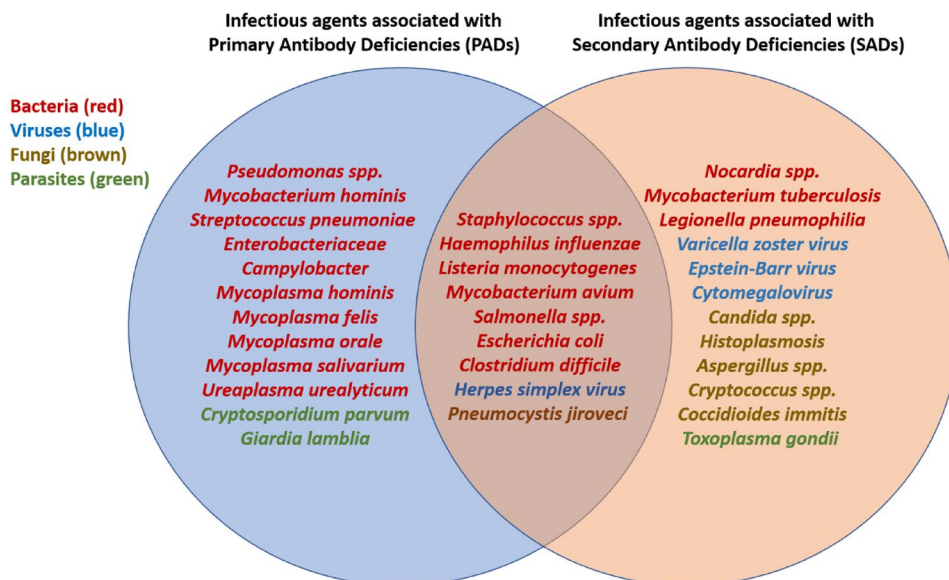 Infectious agents associated with
Primary Antibody Deficiencies (PADs)
Infectious agents associated with
Secondary Antibody Deficiencies (SADs)
Bacteria (red)
Viruses (blue)
Fungi (brown)
Parasites (green)
Pseudomonas spp.
Mycobacterium hominis
Streptococcus pneumoniae
Enterobacteriaceae
Campylobacter
Mycoplasma hominis
Mycoplasma felis
Mycoplasma orale
Mycoplasma salivarium
Ureaplasma urealyticum
Cryptosporidium parvum
Giardia lamblia
Staphylococcus spp.
Haemophilus influenzae
Listeria monocytogenes
Mycobacterium avium
Salmonella spp.
Escherichia coli
Clostridium difficile
Herpes simplex virus
Pneumocystis jiroveci
Nocardia spp.
Mycobacterium tuberculosis
Legionella pneumophilia
Varicella zoster virus
Epstein-Barr virus
Cytomegalovirus
Candida spp.
Histoplasmosis
Aspergillus spp.
Cryptococcus spp.
Coccidioides immitis
Toxoplasma gondii